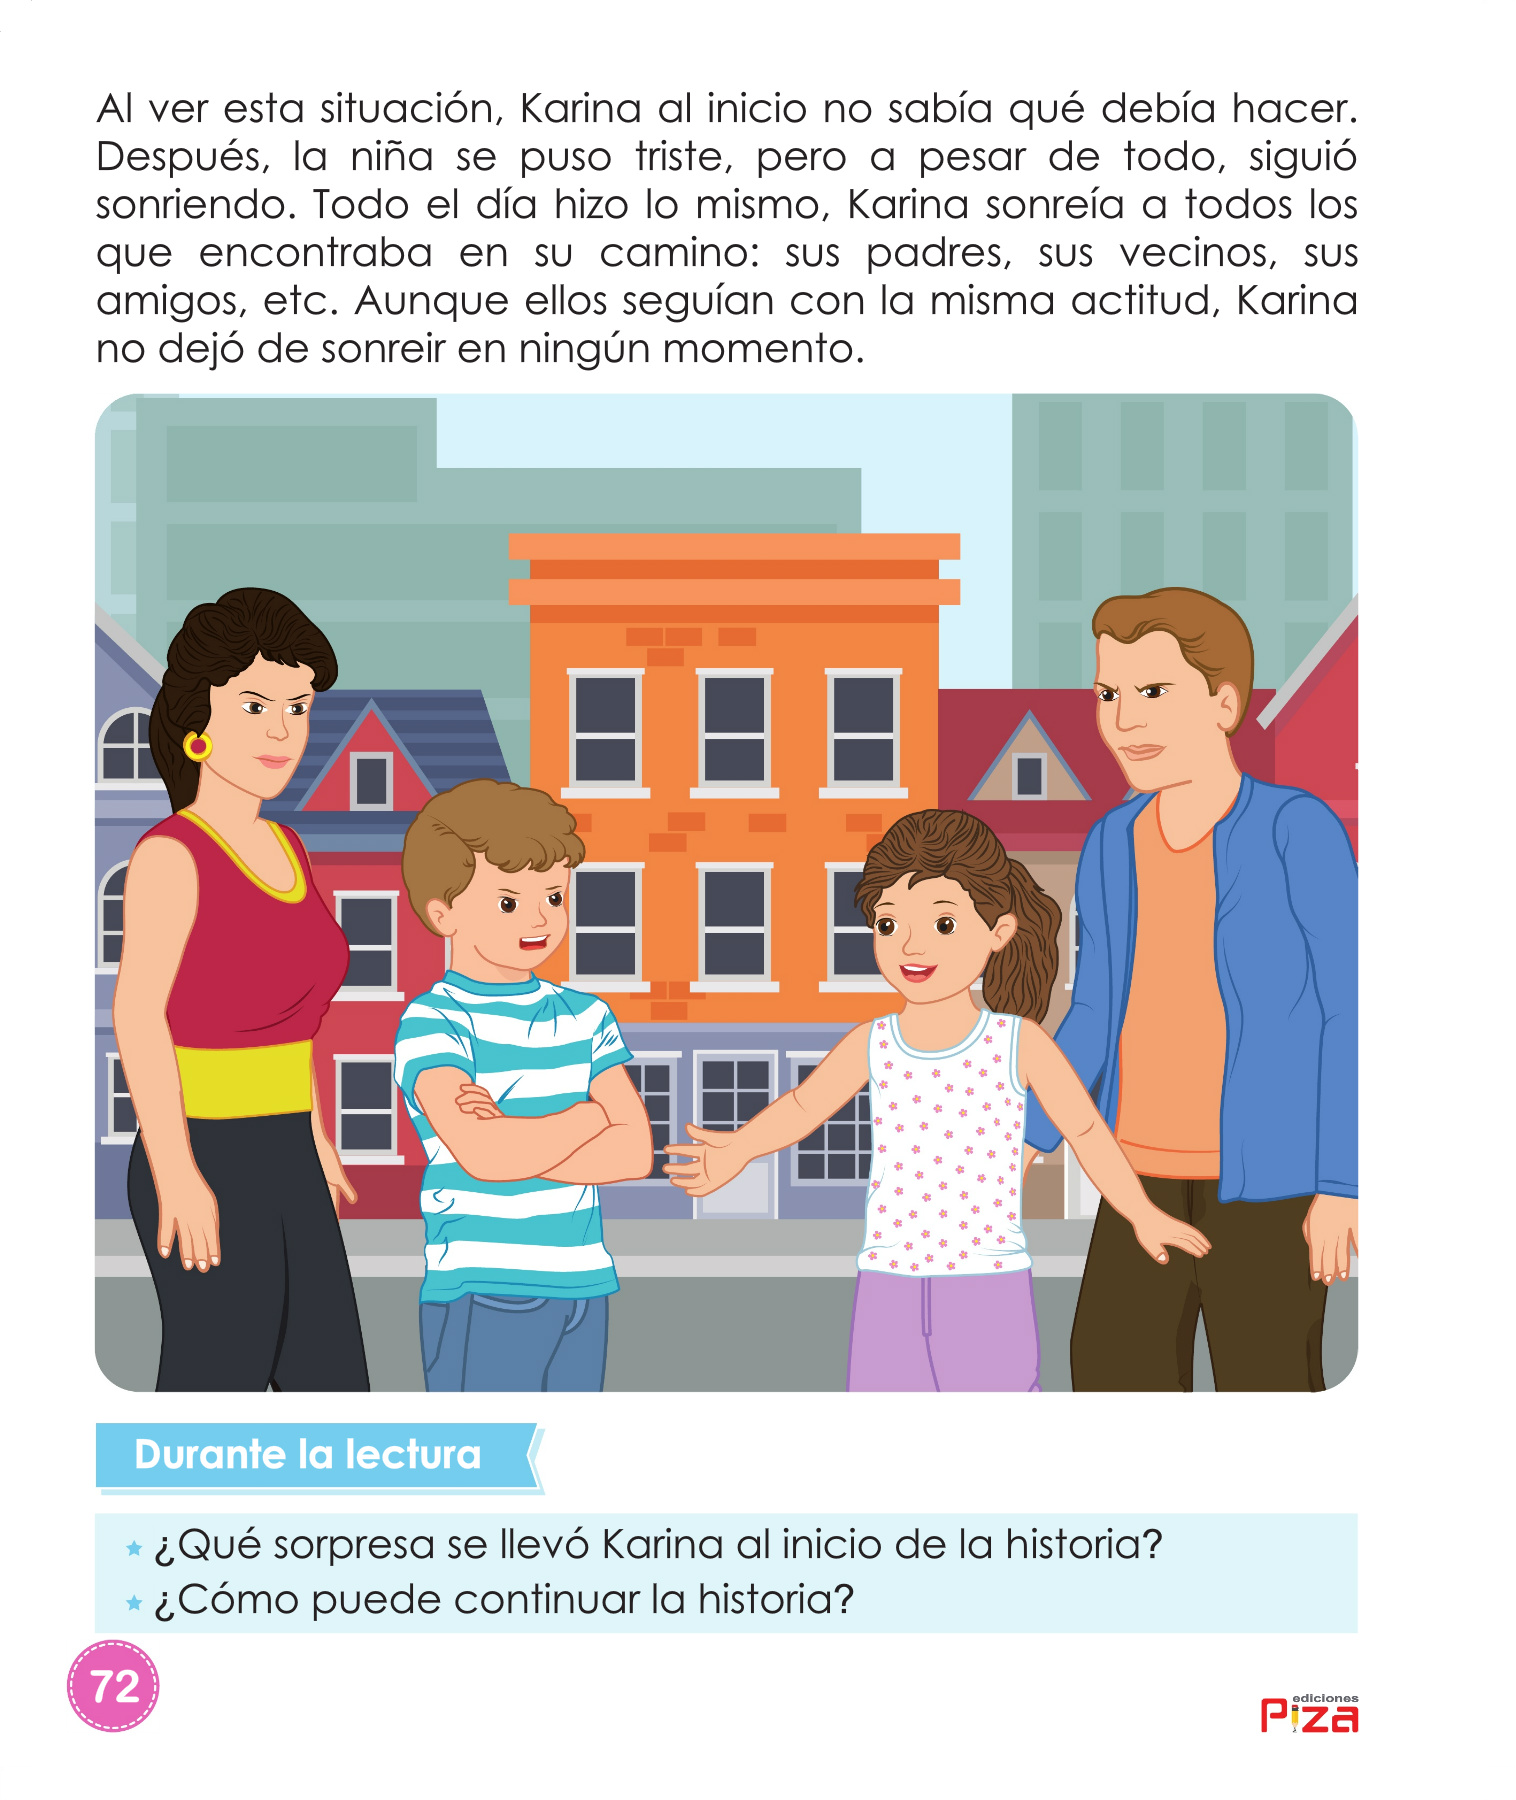 Al ver esta situación, Karina al inicio no sabía qué debía hacer.
Después, la niña se puso triste, pero a pesar de todo, siguió
sonriendo. Todo el día hizo lo mismo, Karina sonreía a todos los
que encontraba en su camino: sus padres, sus vecinos, sus
amigos, etc. Aunque ellos seguían con la misma actitud, Karina
no dejó de sonreir en ningún momento.
Durante la lectura
¿Qué sorpresa se llevó Karina al inicio de la historia?
¿Cómo puede continuar la historia?
72
ediciones
Piza